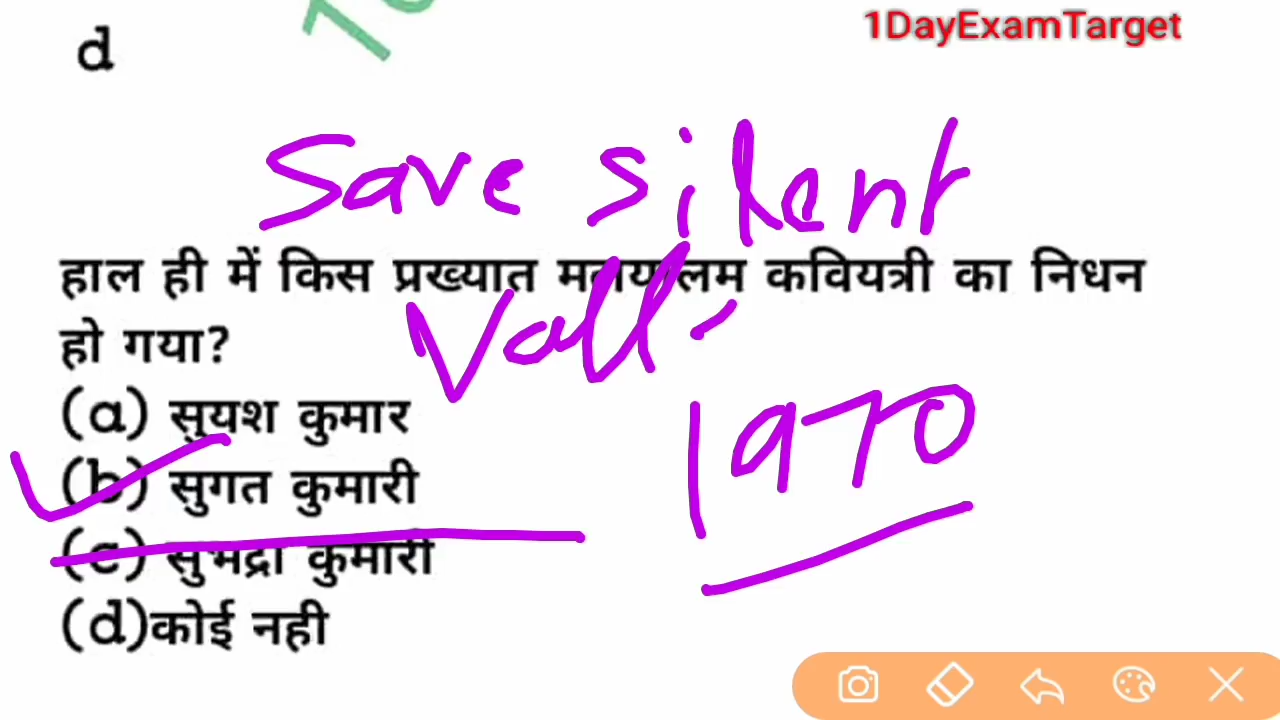 1DayExamTarget
d
Save silent
हाल ही में किस प्रख्यात मलयालम कवियत्री का निधन
हो गया?
Vall
1970
(a) सुयश कुमार
(b) सुगत कुमारी
(c) सुभद्रा कुमारी
(d)कोई नही